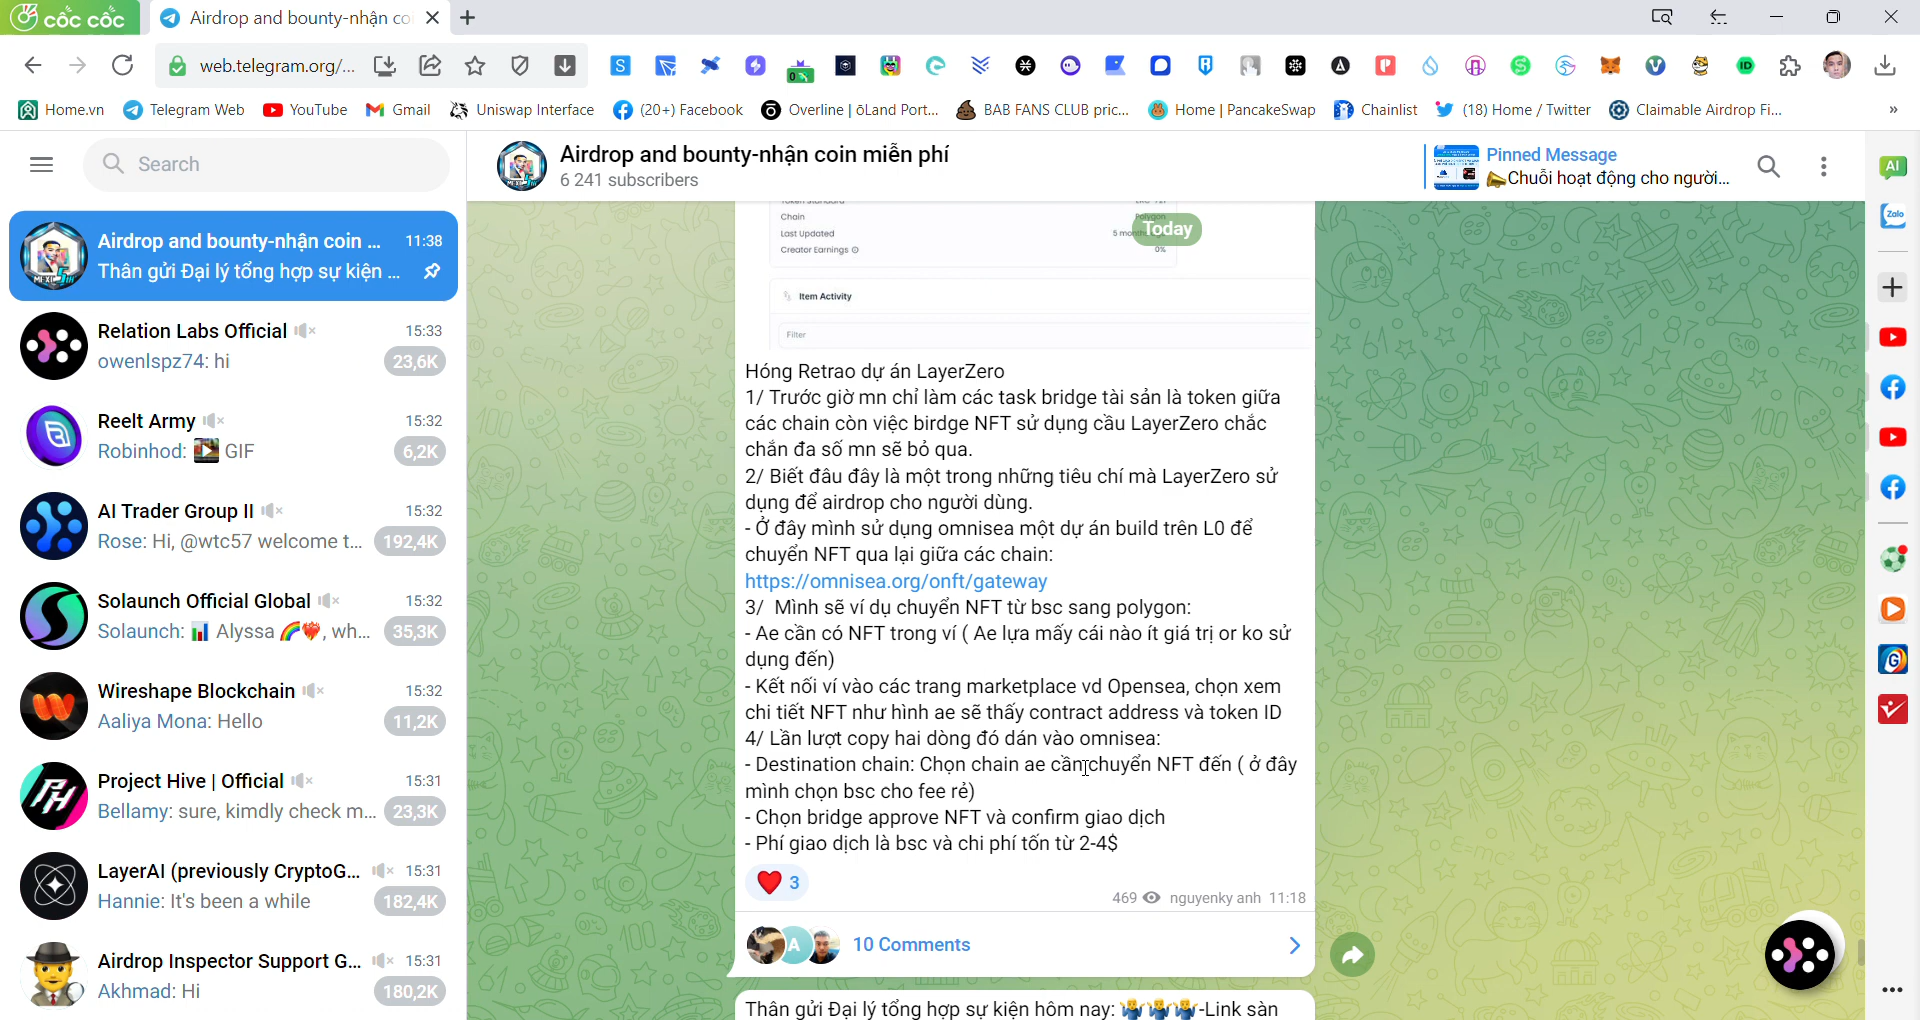 cốc cốc
Airdrop and bounty-nhận co
web.telegram.org/...
Home.vn
Telegram Web
YouTube
Gmail
Uniswap Interface
(20+) Facebook
Overline | ōLand Port...
BAB FANS CLUB pric...
Home | PancakeSwap
Chainlist
(18) Home / Twitter
Claimable Airdrop Fi...
»
Search
Airdrop and bounty-nhận coin miễn phí
6 241 subscribers
Pinned Message
📣Chuỗi hoạt động cho người...
Airdrop and bounty-nhận coin ... 11:38
Thân gửi Đại lý tổng hợp sự kiện ...
Relation Labs Official 15:33
owenlspz74: hi 23,6K
Reelt Army 15:32
Robinhod: GIF 6,2K
AI Trader Group II 15:32
Rose: Hi, @wtc57 welcome t... 192,4K
Solaunch Official Global 15:32
Solaunch: 📊 Alyssa 🌈❤️‍🔥, wh... 35,3K
Wireshape Blockchain 15:32
Aaliya Mona: Hello 11,2K
Project Hive | Official 15:31
Bellamy: sure, kimdly check m... 23,3K
LayerAI (previously CryptoG... 15:31
Hannie: It's been a while 182,4K
Airdrop Inspector Support G... 15:31
Akhmad: Hi 180,2K
Chain Polygon
Last Updated 5 mon
Creator Earnings 0%
Today
Item Activity
Filter
Hóng Retrao dự án LayerZero
1/ Trước giờ mn chỉ làm các task bridge tài sản là token giữa
các chain còn việc birdge NFT sử dụng cầu LayerZero chắc
chắn đa số mn sẽ bỏ qua.
2/ Biết đâu đây là một trong những tiêu chí mà LayerZero sử
dụng để airdrop cho người dùng.
- Ở đây mình sử dụng omnisea một dự án build trên L0 để
chuyển NFT qua lại giữa các chain:
https://omnisea.org/onft/gateway
3/ Mình sẽ ví dụ chuyển NFT từ bsc sang polygon:
- Ae cần có NFT trong ví ( Ae lựa mấy cái nào ít giá trị or ko sử
dụng đến)
- Kết nối ví vào các trang marketplace vd Opensea, chọn xem
chi tiết NFT như hình ae sẽ thấy contract address và token ID
4/ Lần lượt copy hai dòng đó dán vào omnisea:
- Destination chain: Chọn chain ae cần chuyển NFT đến ( ở đây
mình chọn bsc cho fee rẻ)
- Chọn bridge approve NFT và confirm giao dịch
- Phí giao dịch là bsc và chi phí tốn từ 2-4$
❤️ 3
469 nguyenky anh 11:18
A
10 Comments
Thân gửi Đại lý tổng hợp sự kiện hôm nay: 🤷‍♂️🤷‍♂️🤷‍♂️-Link sàn
AI
Zalo